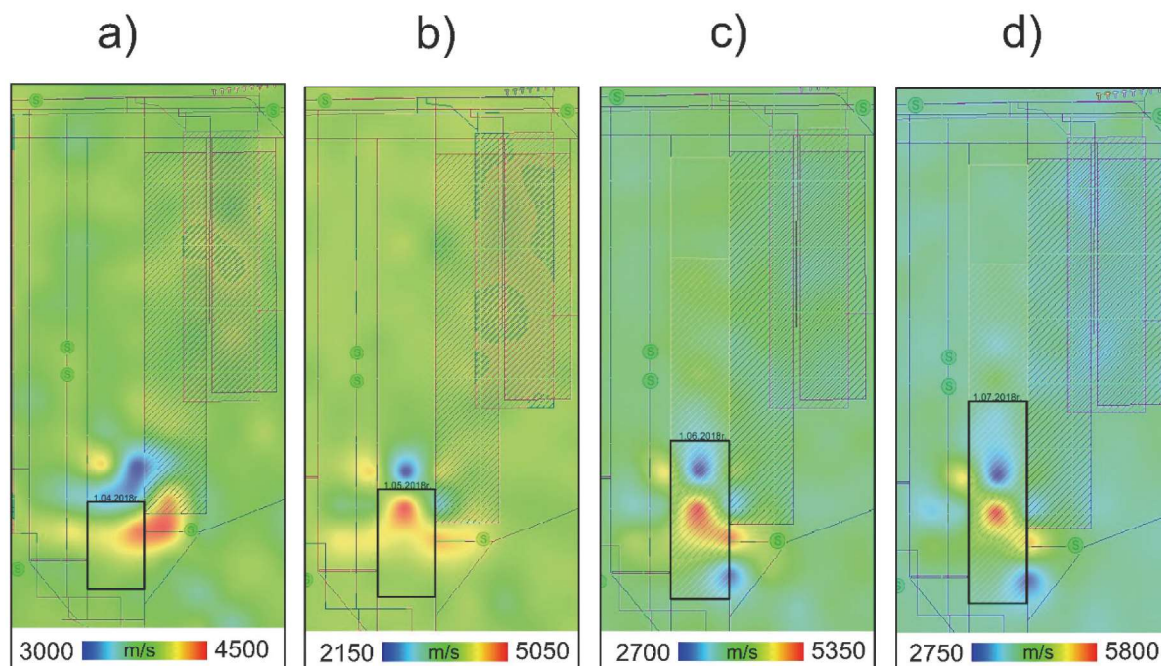 a) b) c) d)
S S S S S S S
S S S S S S S S
1.06.2018r. 1.07.2018r.
1.04.2018r. 1.05.2018r.
S S S S
S S S S
3000 m/s 4500 2150 m/s 5050 2700 m/s 5350 2750 m/s 5800